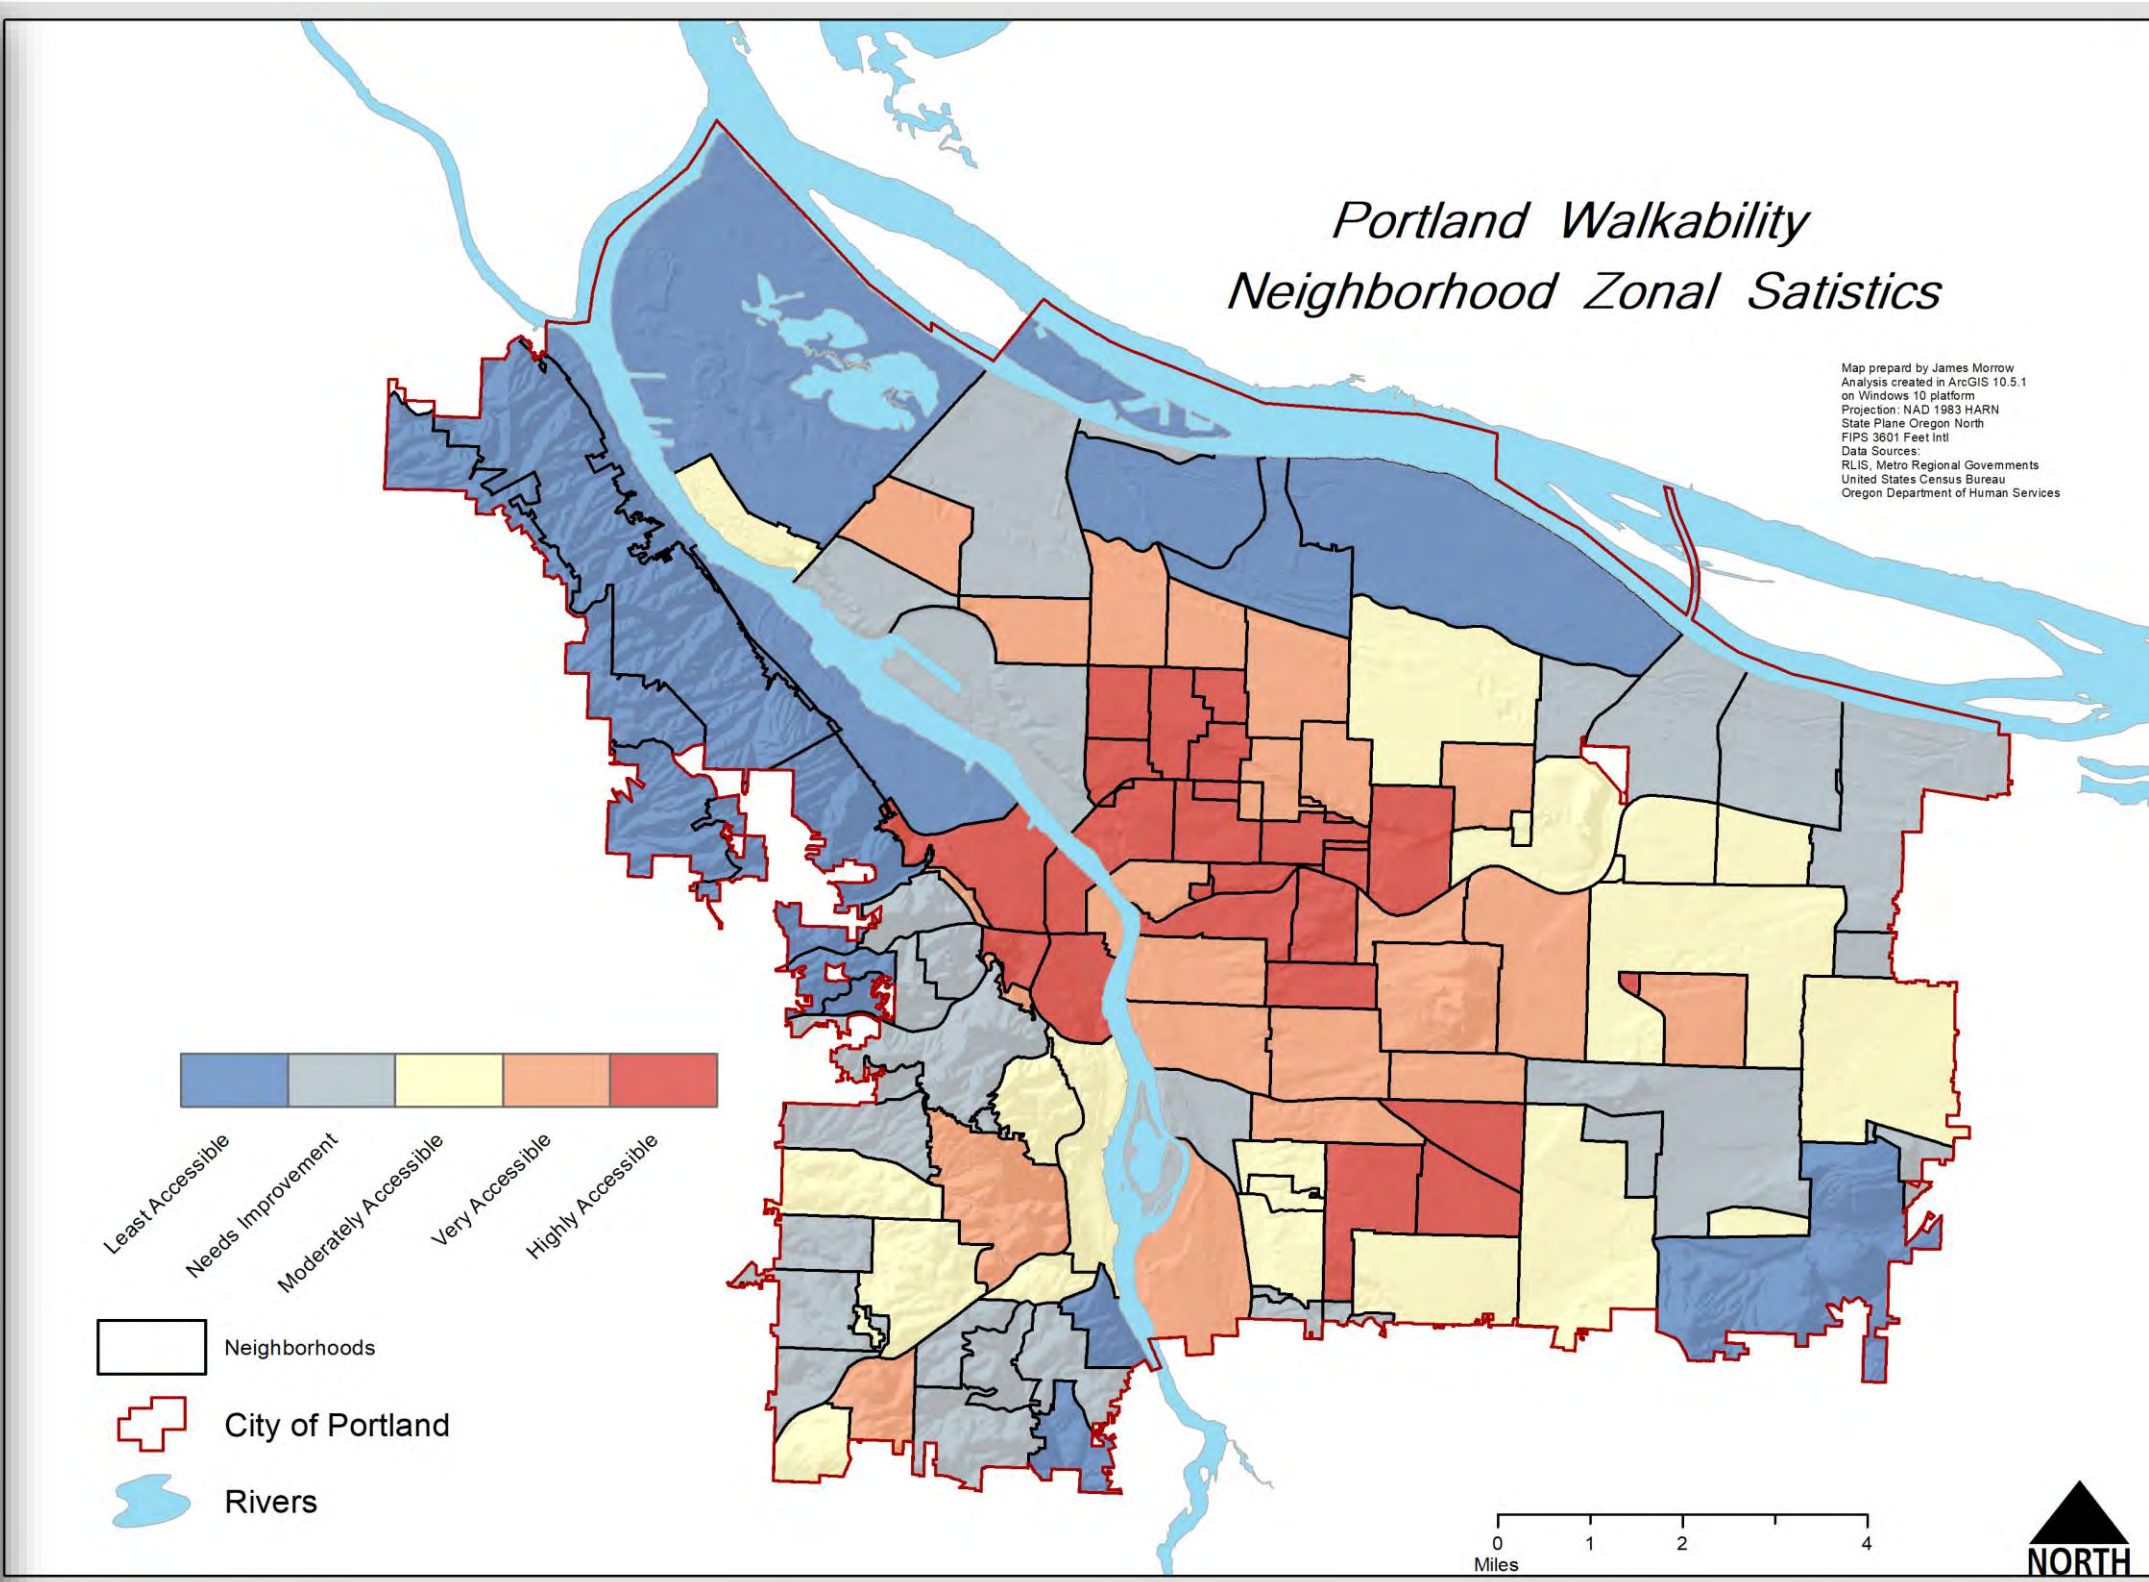 Portland Walkability
Neighborhood Zonal Satistics
Map prepard by James Morrow
Analysis created in ArcGIS 10.5.1
on Windows 10 platform
Projection: NAD 1983 HARN
State Plane Oregon North
FIPS 3601 Feet Intl
Data Sources:
RLIS, Metro Regional Governments
United States Census Bureau
Oregon Department of Human Services
Least Accessible
Needs Improvement
Moderately Accessible
Very Accessible
Highly Accessible
Neighborhoods
City of Portland
Rivers
0 1 2 4
Miles
NORTH